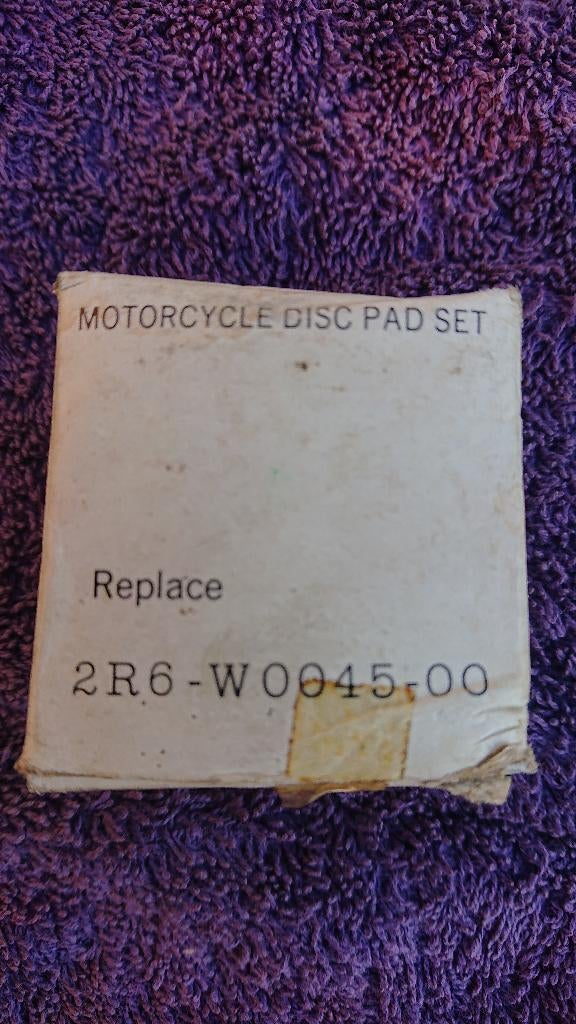 MOTORCYCLE DISC PAD SET
Replace
2R6-W0045-00